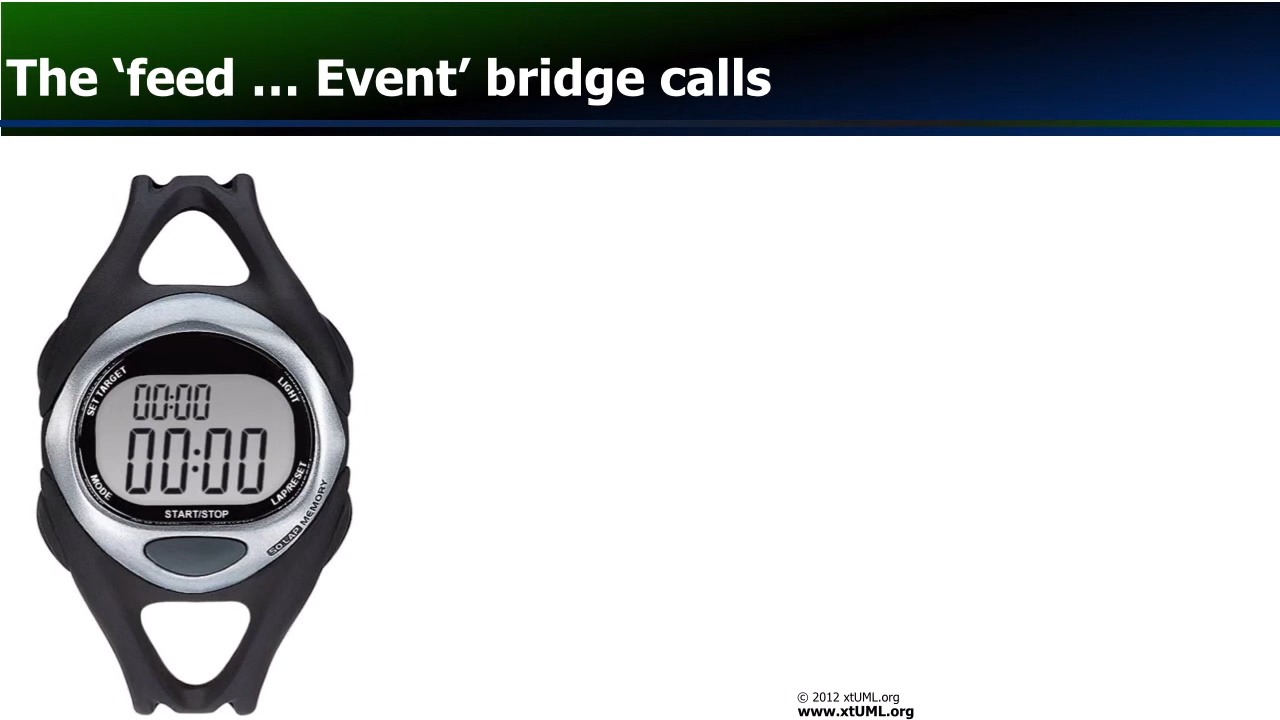 The ‘feed ... Event’ bridge calls
SET TARGET
LIGHT
00:00
00:00
MODE
LAP/RESET
START/STOP
SOLAR MEMORY
© 2012 xtUML.org
www.xtUML.org